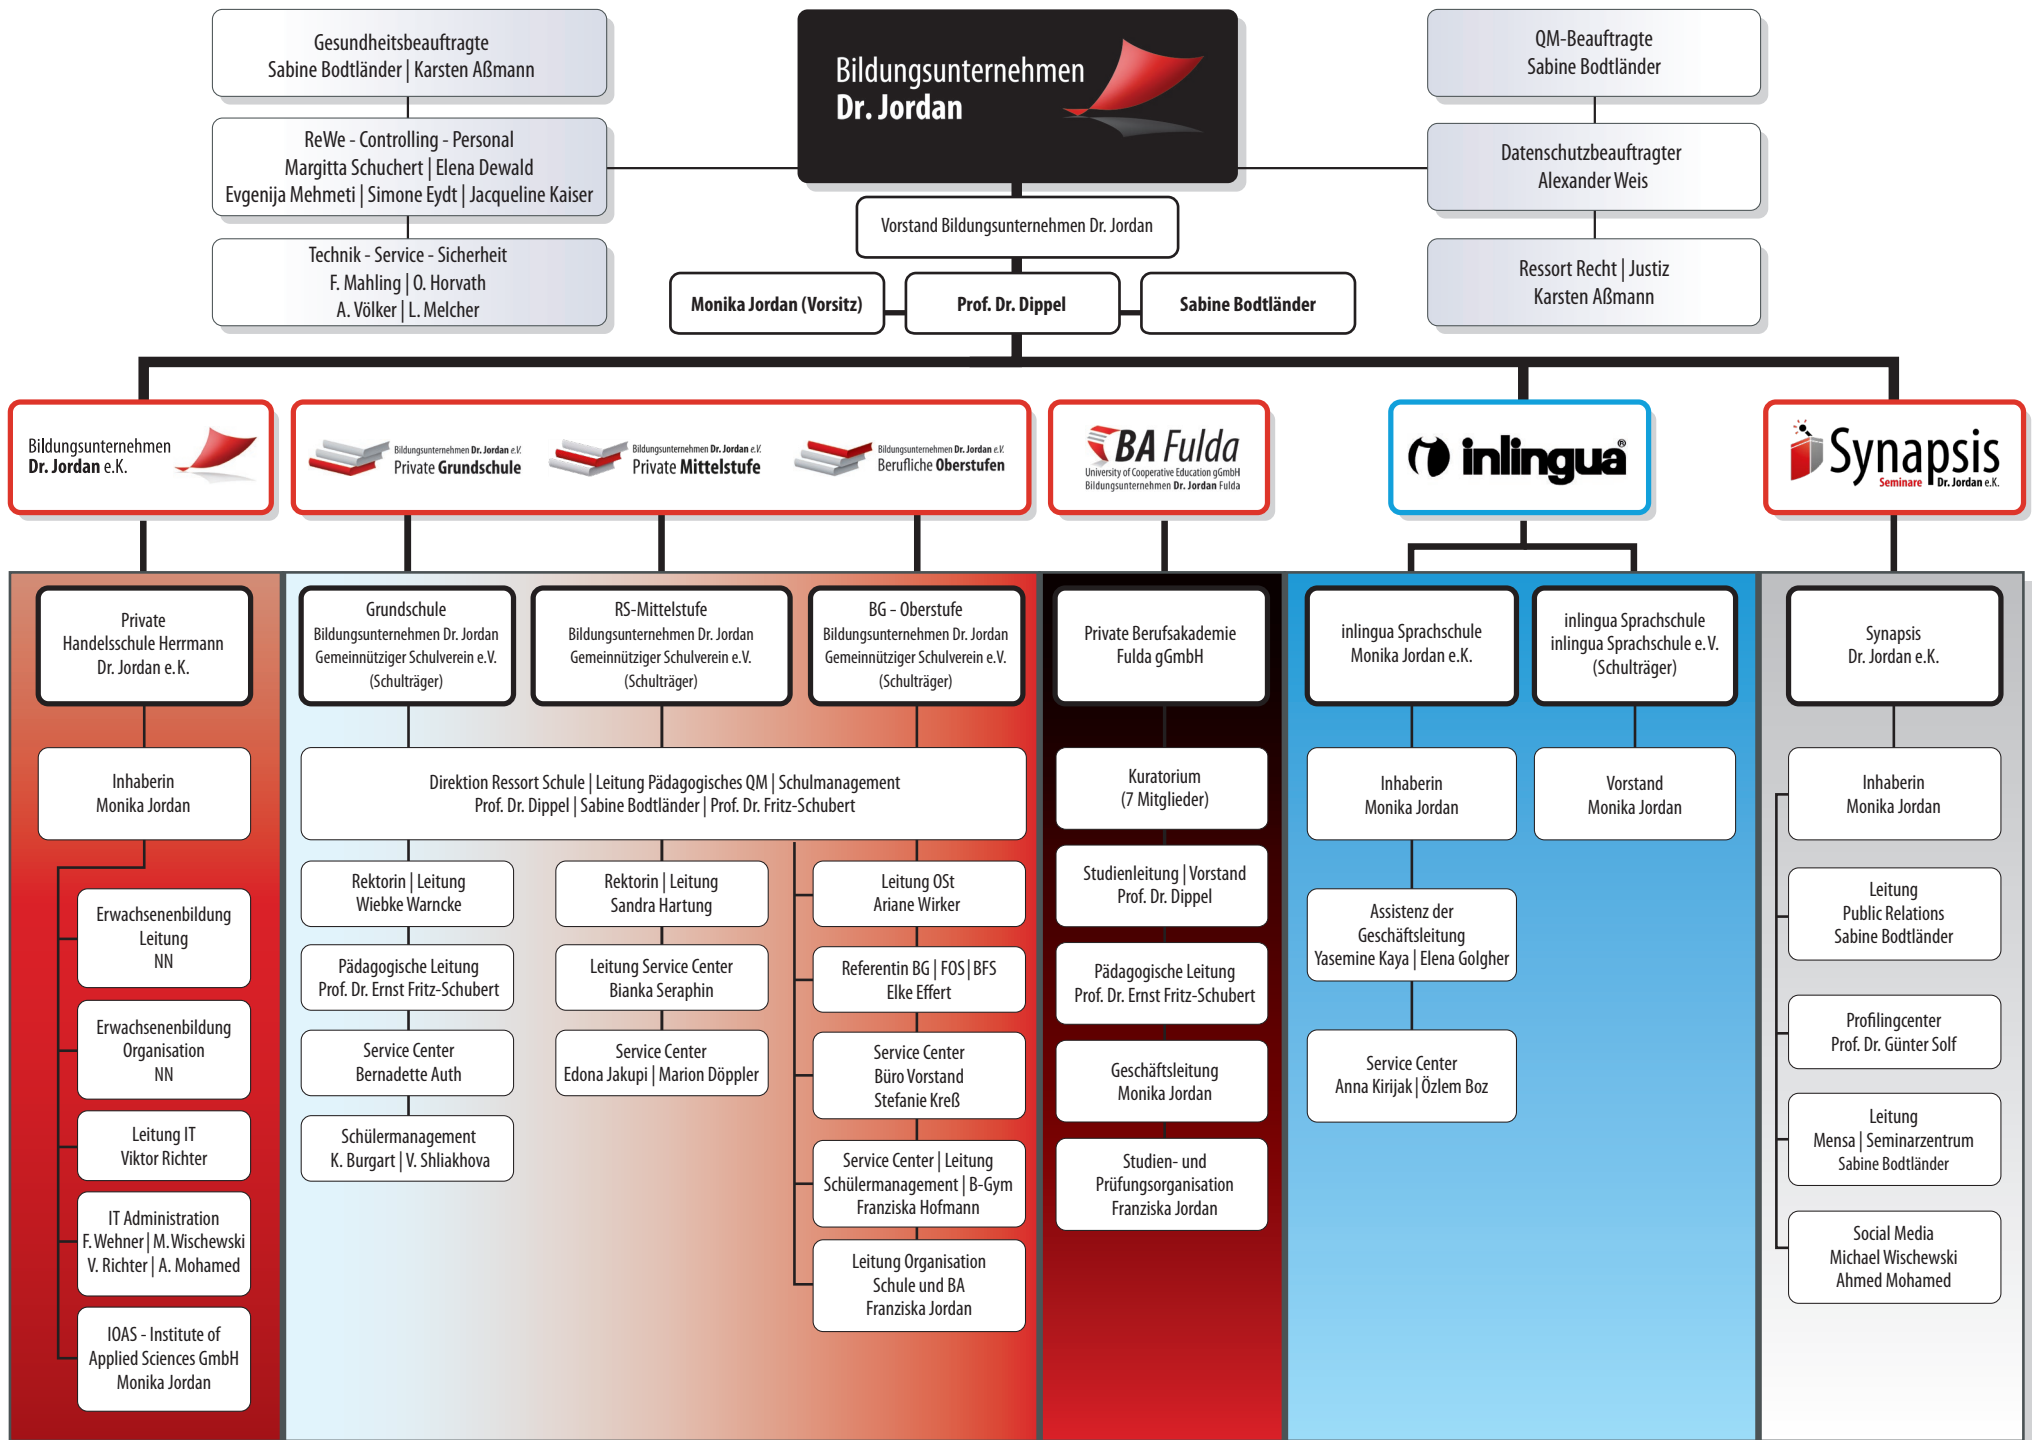 Gesundheitsbeauftragte
Sabine Bodtländer | Karsten Aßmann
ReWe - Controlling - Personal
Margitta Schuchert | Elena Dewald
Evgenija Mehmeti | Simone Eydt | Jacqueline Kaiser
Technik - Service - Sicherheit
F. Mahling | O. Horvath
A. Völker | L. Melcher
Bildungsunternehmen
Dr. Jordan
Vorstand Bildungsunternehmen Dr. Jordan
Monika Jordan (Vorsitz)
Prof. Dr. Dippel
Sabine Bodtländer
QM-Beauftragte
Sabine Bodtländer
Datenschutzbeauftragter
Alexander Weis
Ressort Recht | Justiz
Karsten Aßmann
Bildungsunternehmen
Dr. Jordan e.K.
Bildungsunternehmen Dr. Jordan e.V.
Private Grundschule
Bildungsunternehmen Dr. Jordan e.V.
Private Mittelstufe
Bildungsunternehmen Dr. Jordan e.V.
Berufliche Oberstufen
BA Fulda
University of Cooperative Education gGmbH
Bildungsunternehmen Dr. Jordan Fulda
inlingua®
Synapsis
Seminare Dr. Jordan e.K.
Private
Handelsschule Herrmann
Dr. Jordan e.K.
Inhaberin
Monika Jordan
Erwachsenenbildung
Leitung
NN
Erwachsenenbildung
Organisation
NN
Leitung IT
Viktor Richter
IT Administration
F. Wehner | M. Wischewski
V. Richter | A. Mohamed
IOAS - Institute of
Applied Sciences GmbH
Monika Jordan
Grundschule
Bildungsunternehmen Dr. Jordan
Gemeinnütziger Schulverein e.V.
(Schulträger)
RS-Mittelstufe
Bildungsunternehmen Dr. Jordan
Gemeinnütziger Schulverein e.V.
(Schulträger)
BG - Oberstufe
Bildungsunternehmen Dr. Jordan
Gemeinnütziger Schulverein e.V.
(Schulträger)
Direktion Ressort Schule | Leitung Pädagogisches QM | Schulmanagement
Prof. Dr. Dippel | Sabine Bodtländer | Prof. Dr. Fritz-Schubert
Rektorin | Leitung
Wiebke Warncke
Pädagogische Leitung
Prof. Dr. Ernst Fritz-Schubert
Service Center
Bernadette Auth
Schülermanagement
K. Burgart | V. Shliakhova
Rektorin | Leitung
Sandra Hartung
Leitung Service Center
Bianka Seraphin
Service Center
Edona Jakupi | Marion Döppler
Leitung OSt
Ariane Wirker
Referentin BG | FOS | BFS
Elke Effert
Service Center
Büro Vorstand
Stefanie Kreß
Service Center | Leitung
Schülermanagement | B-Gym
Franziska Hofmann
Leitung Organisation
Schule und BA
Franziska Jordan
Private Berufsakademie
Fulda gGmbH
Kuratorium
(7 Mitglieder)
Studienleitung | Vorstand
Prof. Dr. Dippel
Pädagogische Leitung
Prof. Dr. Ernst Fritz-Schubert
Geschäftsleitung
Monika Jordan
Studien- und
Prüfungsorganisation
Franziska Jordan
inlingua Sprachschule
Monika Jordan e.K.
Inhaberin
Monika Jordan
Assistenz der
Geschäftsleitung
Yasemine Kaya | Elena Golgher
Service Center
Anna Kirijak | Özlem Boz
inlingua Sprachschule
inlingua Sprachschule e.V.
(Schulträger)
Vorstand
Monika Jordan
Synapsis
Dr. Jordan e.K.
Inhaberin
Monika Jordan
Leitung
Public Relations
Sabine Bodtländer
Profilingcenter
Prof. Dr. Günter Solf
Leitung
Mensa | Seminarzentrum
Sabine Bodtländer
Social Media
Michael Wischewski
Ahmed Mohamed